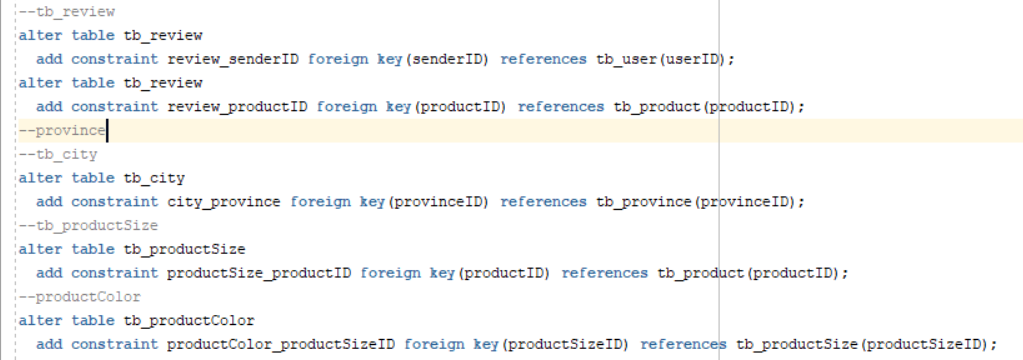 --tb_review
alter table tb_review
add constraint review_senderID foreign key(senderID) references tb_user(userID);
alter table tb_review
add constraint review_productID foreign key(productID) references tb_product(productID);
--province
--tb_city
alter table tb_city
add constraint city_province foreign key(provinceID) references tb_province(provinceID);
--tb_productSize
alter table tb_productSize
add constraint productSize_productID foreign key(productID) references tb_product(productID);
--productColor
alter table tb_productColor
add constraint productColor_productSizeID foreign key(productSizeID) references tb_productSize(productSizeID);